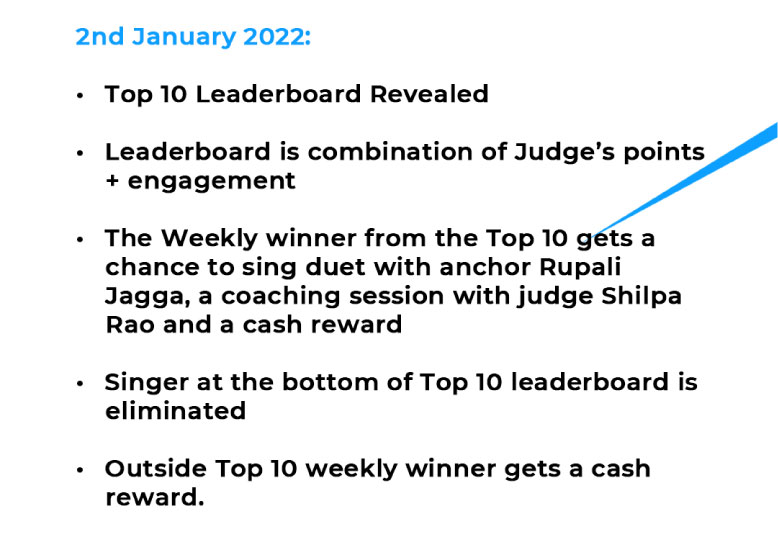 2nd January 2022:
• Top 10 Leaderboard Revealed
• Leaderboard is combination of Judge’s points
+ engagement
• The Weekly winner from the Top 10 gets a
chance to sing duet with anchor Rupali
Jagga, a coaching session with judge Shilpa
Rao and a cash reward
• Singer at the bottom of Top 10 leaderboard is
eliminated
• Outside Top 10 weekly winner gets a cash
reward.